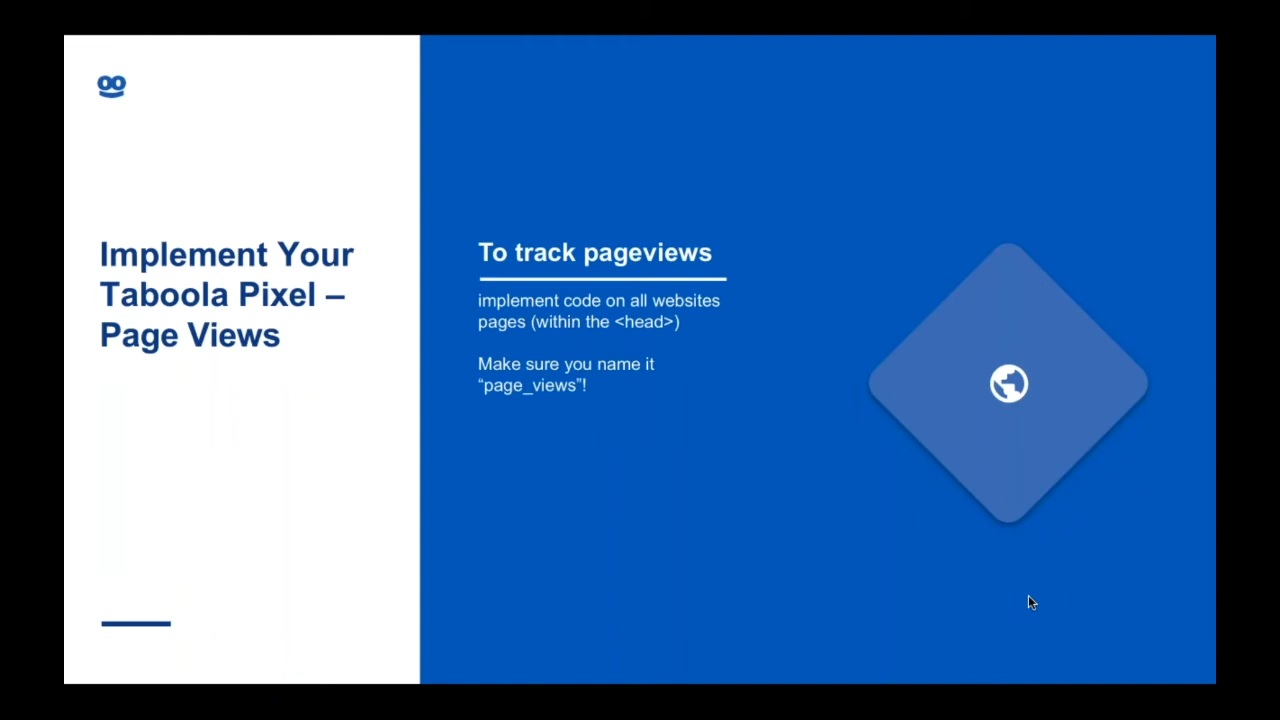 Implement Your
Taboola Pixel –
Page Views
To track pageviews
implement code on all websites
pages (within the <head>)
Make sure you name it
“page_views”!